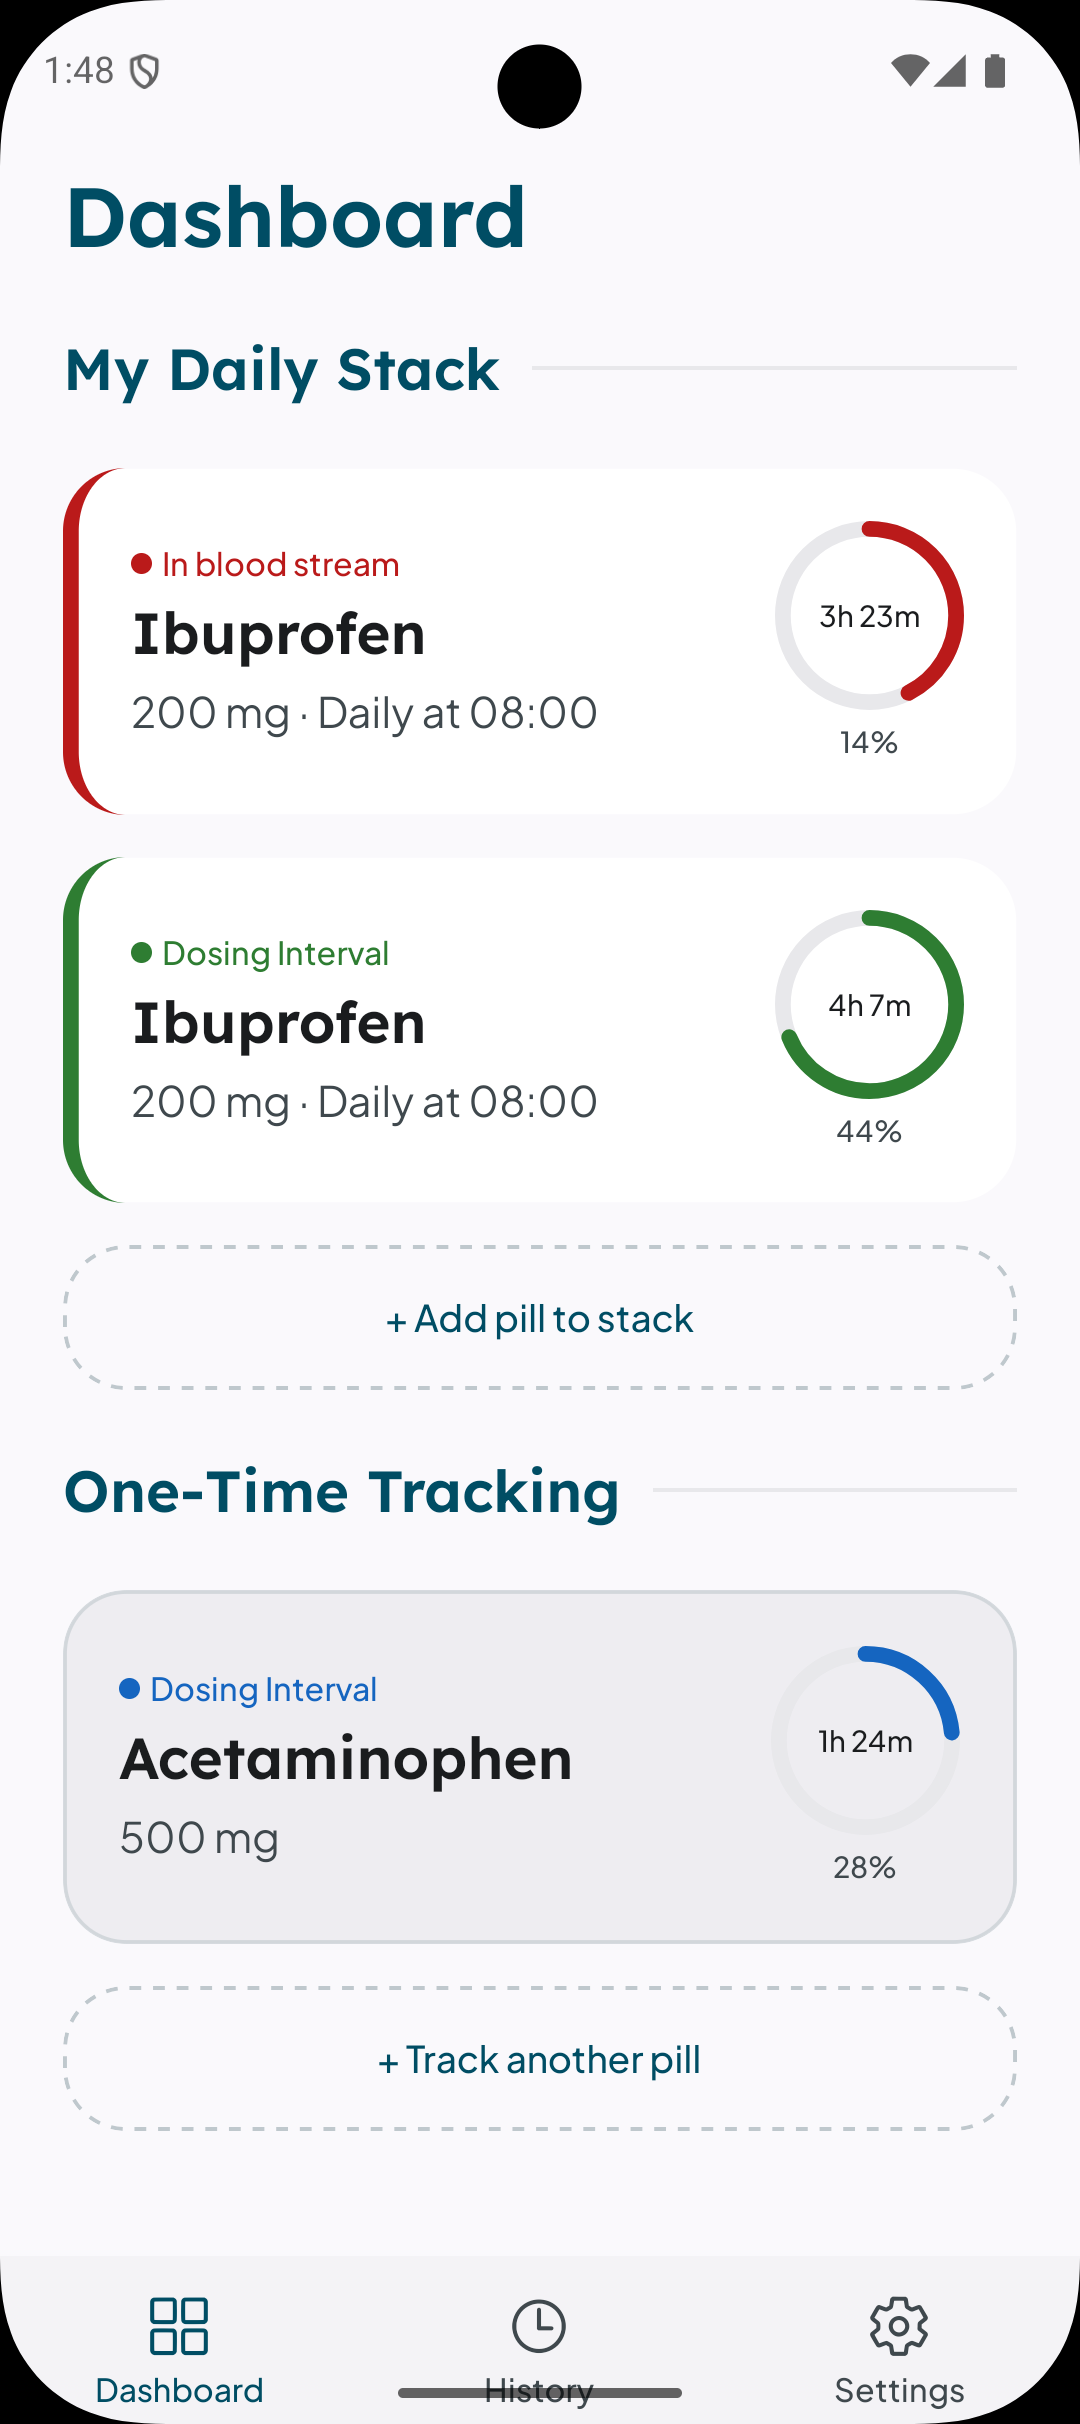 1:48
Dashboard
My Daily Stack
In blood stream
Ibuprofen
200 mg · Daily at 08:00
3h 23m
14%
Dosing Interval
Ibuprofen
200 mg · Daily at 08:00
4h 7m
44%
+ Add pill to stack
One-Time Tracking
Dosing Interval
Acetaminophen
500 mg
1h 24m
28%
+ Track another pill
Dashboard
History
Settings